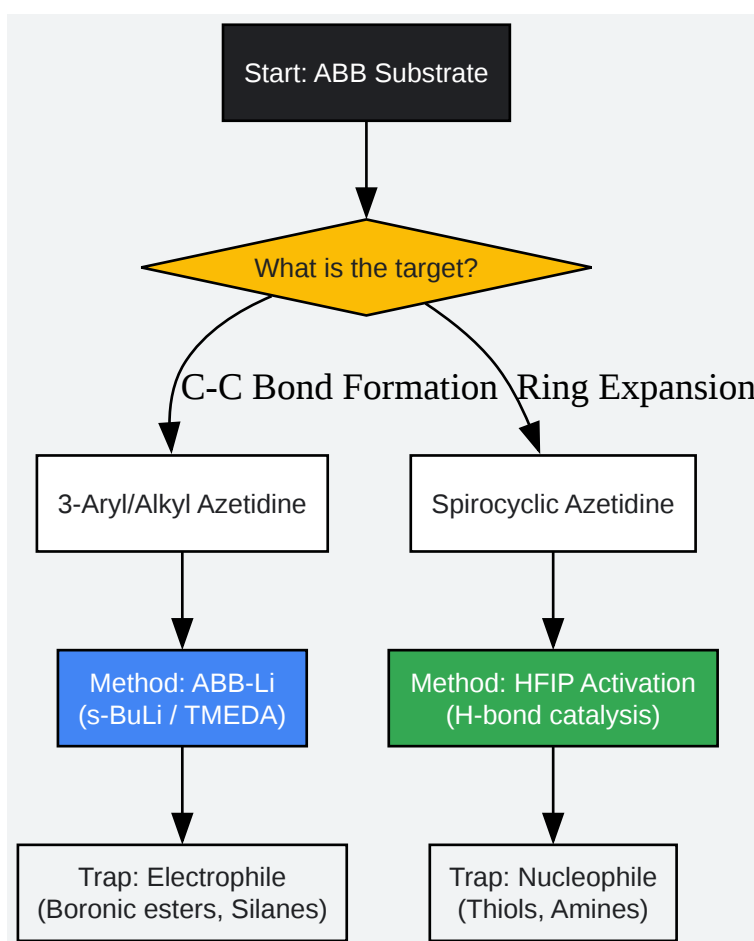 Start: ABB Substrate
What is the target?
C-C Bond Formation
Ring Expansion
3-Aryl/Alkyl Azetidine
Spirocyclic Azetidine
Method: ABB-Li
(s-BuLi / TMEDA)
Method: HFIP Activation
(H-bond catalysis)
Trap: Electrophile
(Boronic esters, Silanes)
Trap: Nucleophile
(Thiols, Amines)